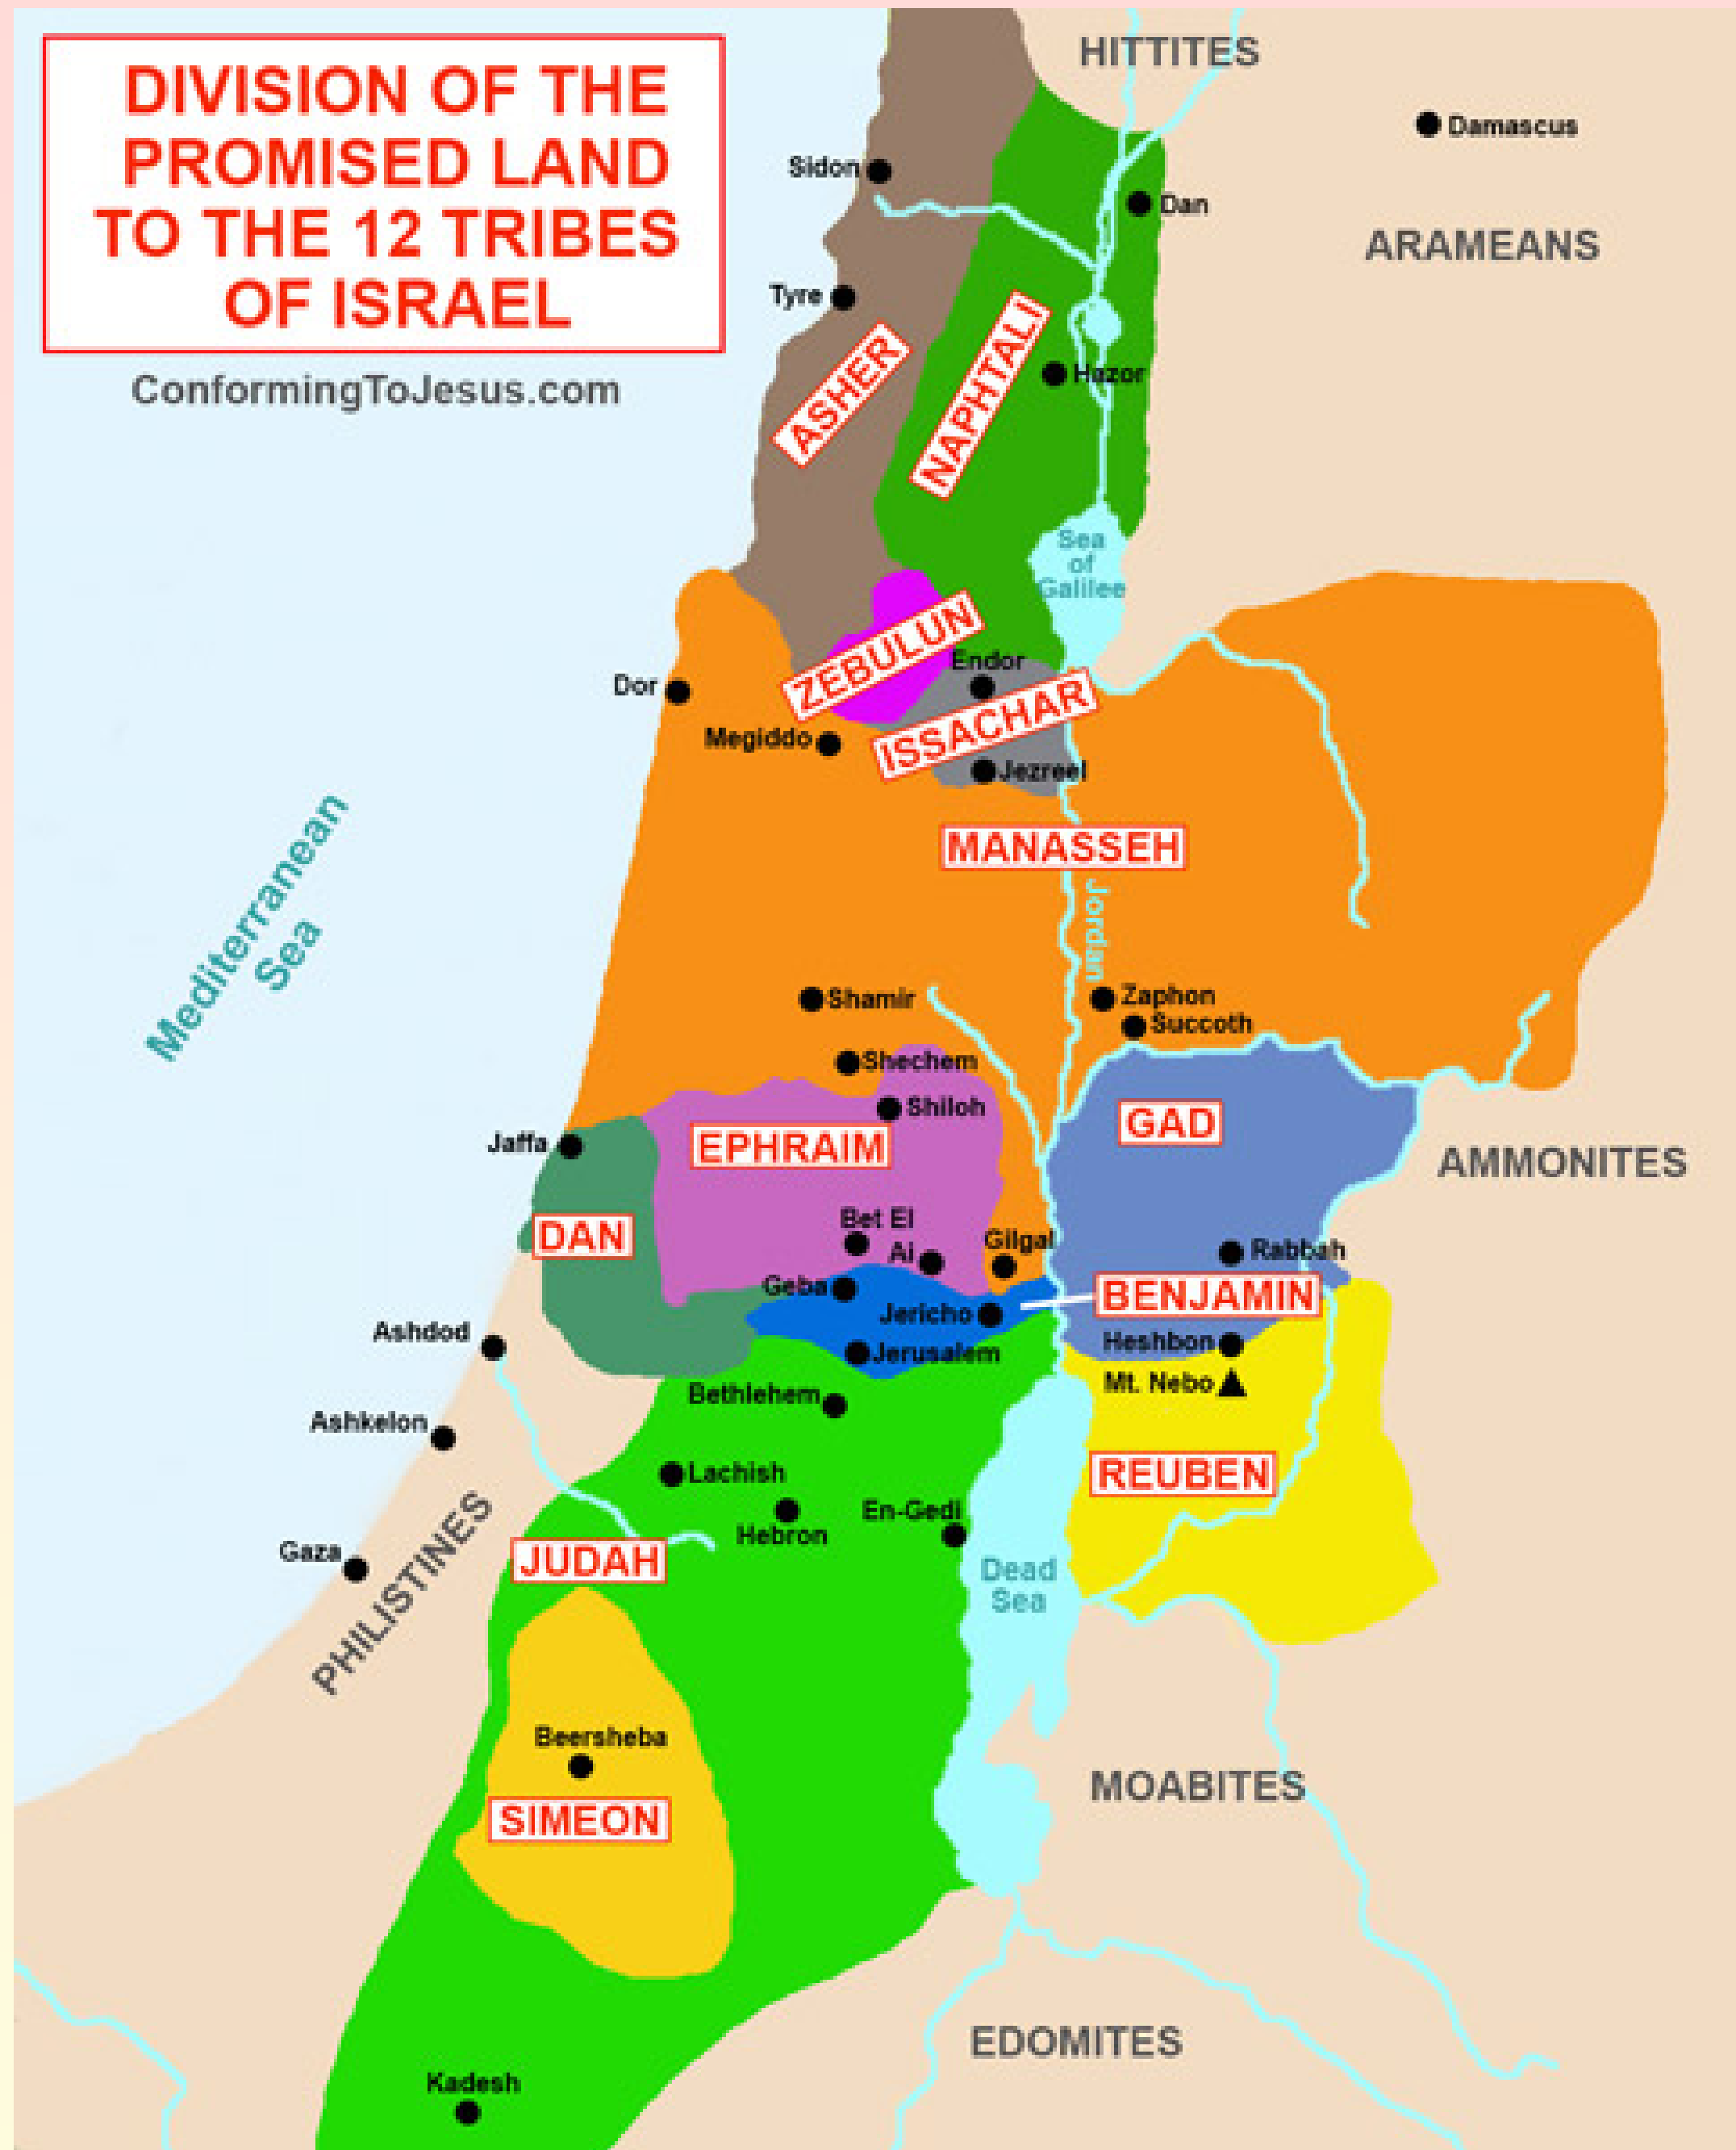 DIVISION OF THE
PROMISED LAND
TO THE 12 TRIBES
OF ISRAEL
ConformingToJesus.com
HITTITES
Damascus
Sidon
Dan
ARAMEANS
Tyre
ASHER
NAPHTALI
Hazor
Sea
of
Galilee
ZEBULUN
Endor
Dor
ISSACHAR
Megiddo
Jezreel
MANASSEH
Mediterranean
Sea
Jordan
Shamir
Zaphon
Succoth
Shechem
Shiloh
GAD
Jaffa
EPHRAIM
AMMONITES
DAN
Bet El
Ai
Gilgal
Rabbah
Geba
BENJAMIN
Jericho
Ashdod
Heshbon
Jerusalem
Mt. Nebo
Bethlehem
Ashkelon
Lachish
REUBEN
En-Gedi
Hebron
Gaza
JUDAH
PHILISTINES
Dead
Sea
Beersheba
MOABITES
SIMEON
EDOMITES
Kadesh